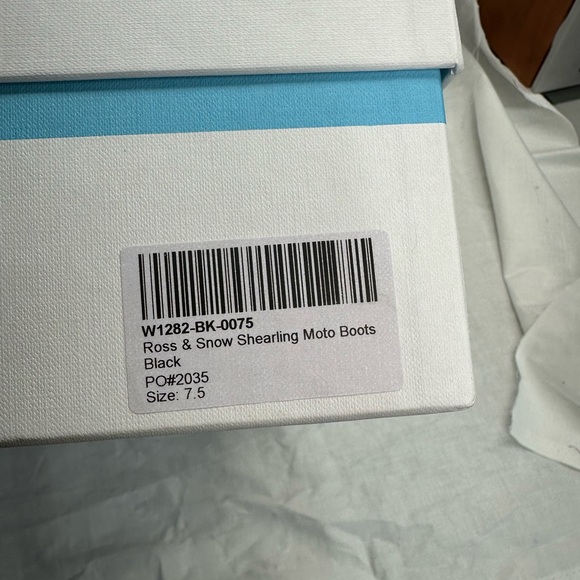 W1282-BK-0075
Ross & Snow Shearling Moto Boots
Black
PO#2035
Size: 7.5